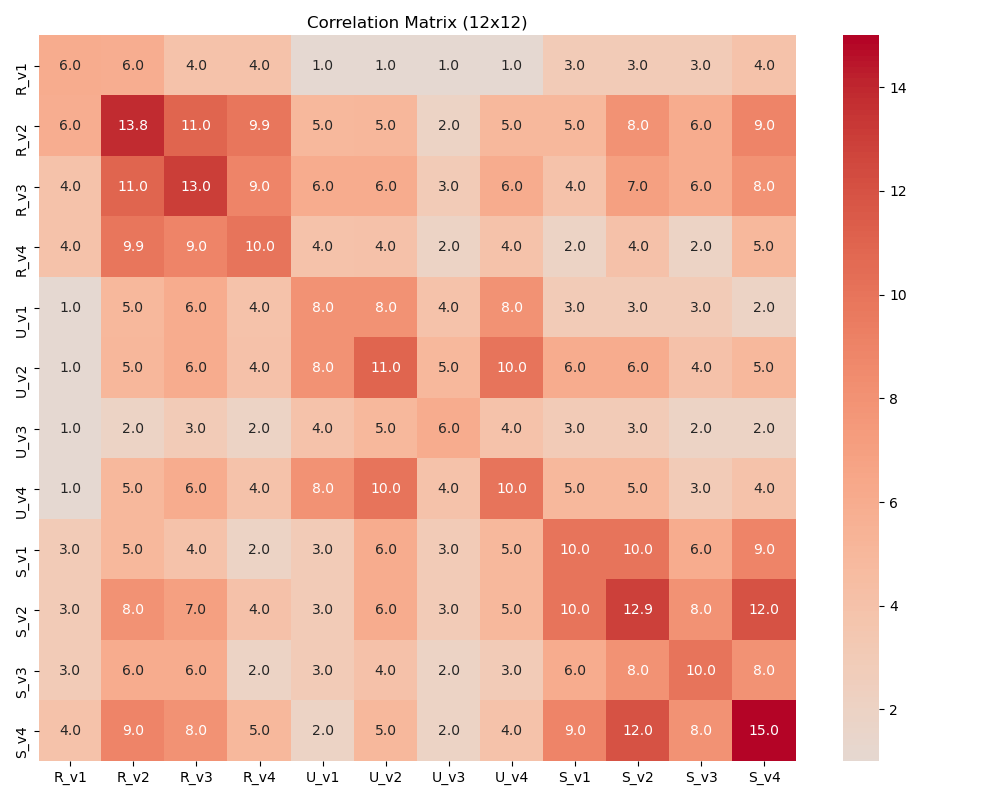 Correlation Matrix (12x12)
R_v1 6.0 6.0 4.0 4.0 1.0 1.0 1.0 1.0 3.0 3.0 3.0 4.0
R_v2 6.0 13.8 11.0 9.9 5.0 5.0 2.0 5.0 5.0 8.0 6.0 9.0
R_v3 4.0 11.0 13.0 9.0 6.0 6.0 3.0 6.0 4.0 7.0 6.0 8.0
R_v4 4.0 9.9 9.0 10.0 4.0 4.0 2.0 4.0 2.0 4.0 2.0 5.0
U_v1 1.0 5.0 6.0 4.0 8.0 8.0 4.0 8.0 3.0 3.0 3.0 2.0
U_v2 1.0 5.0 6.0 4.0 8.0 11.0 5.0 10.0 6.0 6.0 4.0 5.0
U_v3 1.0 2.0 3.0 2.0 4.0 5.0 6.0 4.0 3.0 3.0 2.0 2.0
U_v4 1.0 5.0 6.0 4.0 8.0 10.0 4.0 10.0 5.0 5.0 3.0 4.0
S_v1 3.0 5.0 4.0 2.0 3.0 6.0 3.0 5.0 10.0 10.0 6.0 9.0
S_v2 3.0 8.0 7.0 4.0 3.0 6.0 3.0 5.0 10.0 12.9 8.0 12.0
S_v3 3.0 6.0 6.0 2.0 3.0 4.0 2.0 3.0 6.0 8.0 10.0 8.0
S_v4 4.0 9.0 8.0 5.0 2.0 5.0 2.0 4.0 9.0 12.0 8.0 15.0
R_v1 R_v2 R_v3 R_v4 U_v1 U_v2 U_v3 U_v4 S_v1 S_v2 S_v3 S_v4
14
12
10
8
6
4
2